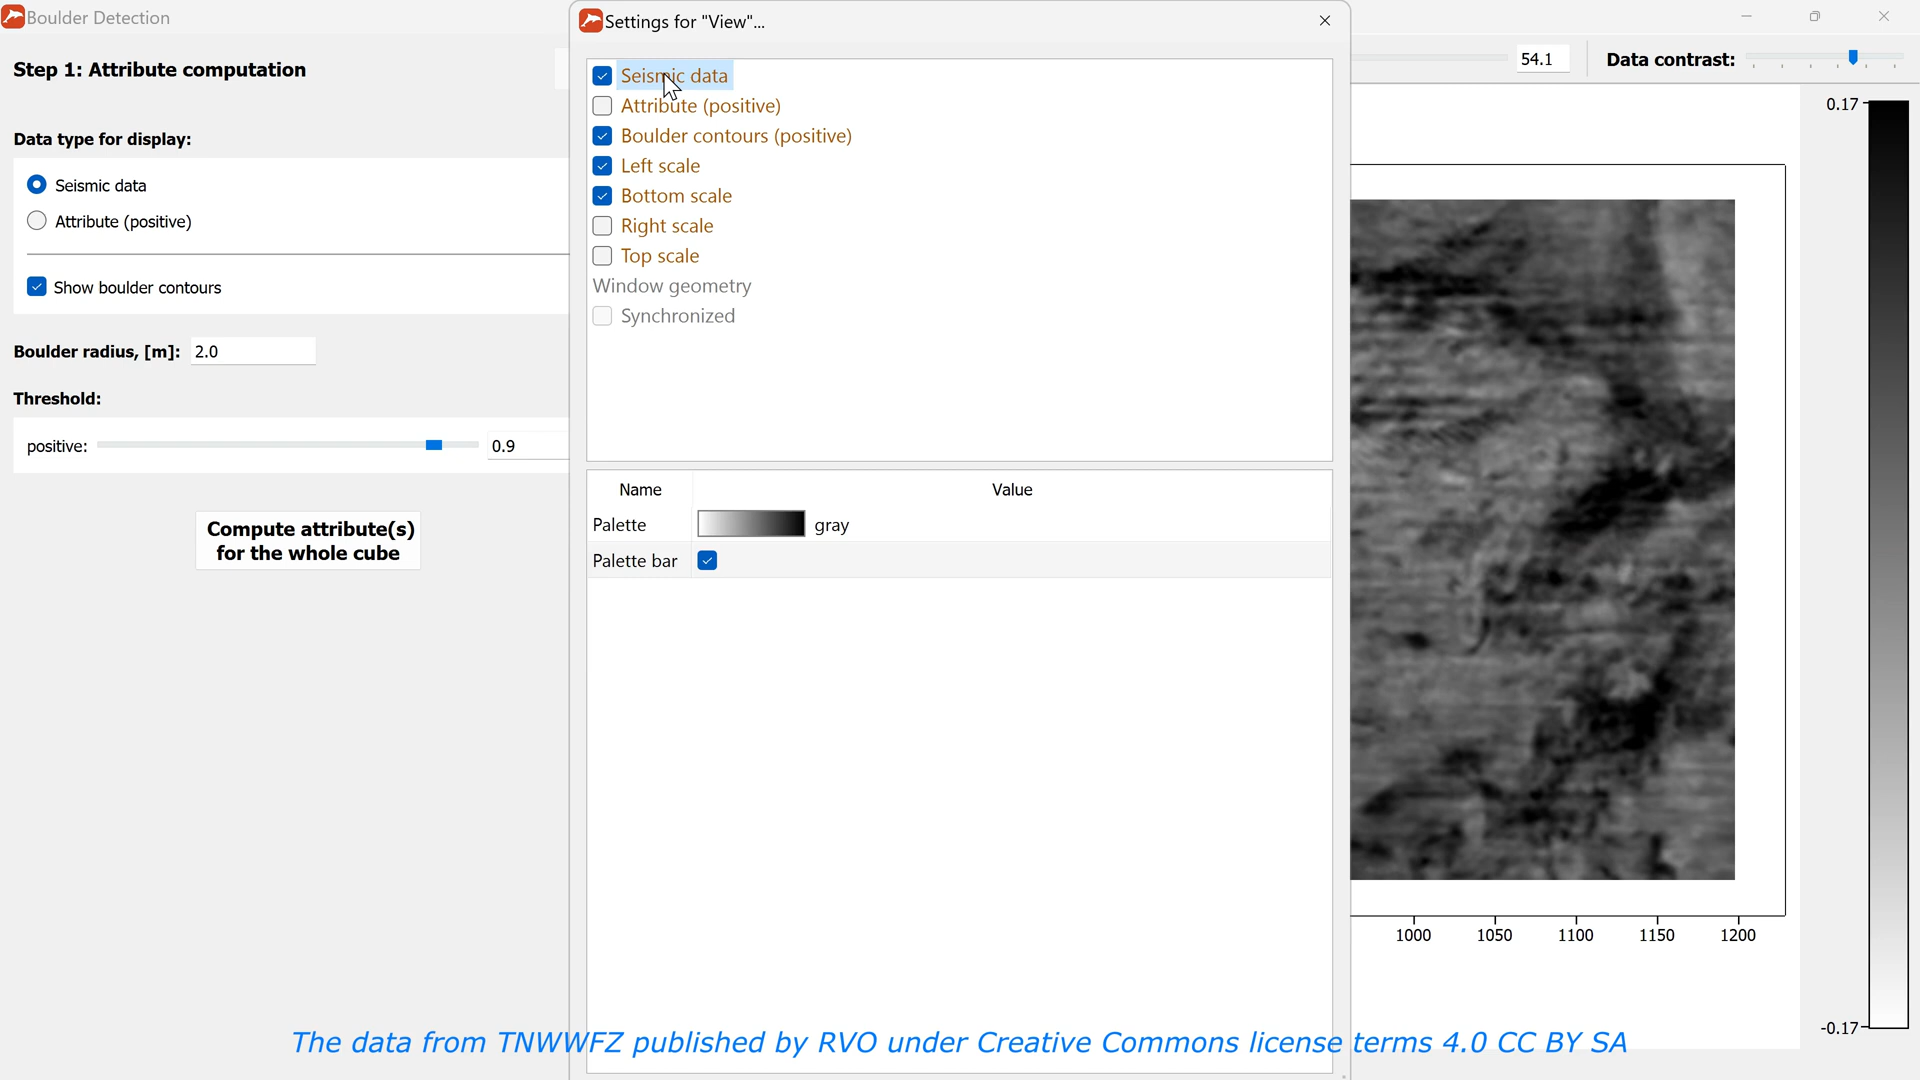 Boulder Detection
Settings for "View"...
Step 1: Attribute computation
54.1
Data contrast:
Data type for display:
Seismic data
Attribute (positive)
Show boulder contours
Boulder radius, [m]: 2.0
Threshold:
positive: 0.9
Compute attribute(s)
for the whole cube
Seismic data
Attribute (positive)
Boulder contours (positive)
Left scale
Bottom scale
Right scale
Top scale
Window geometry
Synchronized
Name Value
Palette gray
Palette bar
0.17
1000 1050 1100 1150 1200
-0.17
The data from TNWWFZ published by RVO under Creative Commons license terms 4.0 CC BY SA